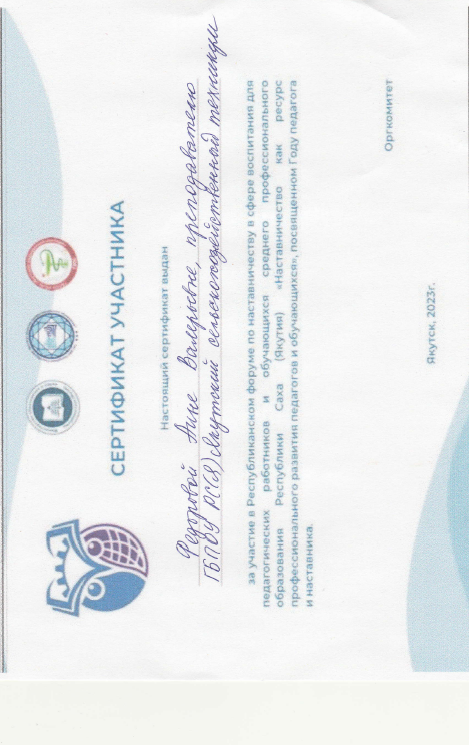 СЕРТИФИКАТ УЧАСТНИКА
Настоящий сертификат выдан
Федоровой Анне Валерьевне, преподавателю
ГБПОУ РС(Я) «Якутский сельскохозяйственный техникум
за участие в Республиканском форуме по наставничеству в сфере воспитания для
педагогических работников и обучающихся среднего профессионального
образования Республики Саха (Якутия) «Наставничество как ресурс
профессионального развития педагогов и обучающихся», посвященном Году педагога
и наставника.
Оргкомитет
Якутск, 2023г.